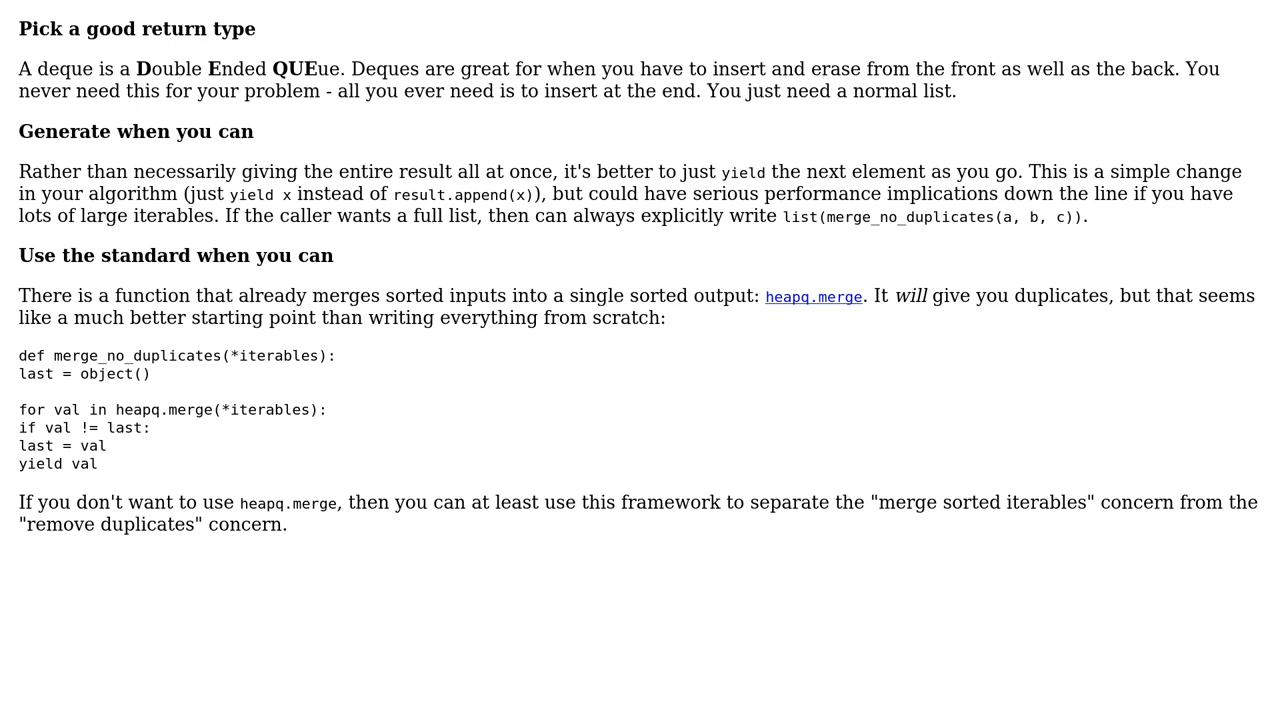 Pick a good return type
A deque is a Double Ended QUEue. Deques are great for when you have to insert and erase from the front as well as the back. You
never need this for your problem - all you ever need is to insert at the end. You just need a normal list.
Generate when you can
Rather than necessarily giving the entire result all at once, it's better to just yield the next element as you go. This is a simple change
in your algorithm (just yield x instead of result.append(x)), but could have serious performance implications down the line if you have
lots of large iterables. If the caller wants a full list, then can always explicitly write list(merge_no_duplicates(a, b, c)).
Use the standard when you can
There is a function that already merges sorted inputs into a single sorted output: heapq.merge. It will give you duplicates, but that seems
like a much better starting point than writing everything from scratch:
def merge_no_duplicates(*iterables):
last = object()
for val in heapq.merge(*iterables):
if val != last:
last = val
yield val
If you don't want to use heapq.merge, then you can at least use this framework to separate the "merge sorted iterables" concern from the
"remove duplicates" concern.